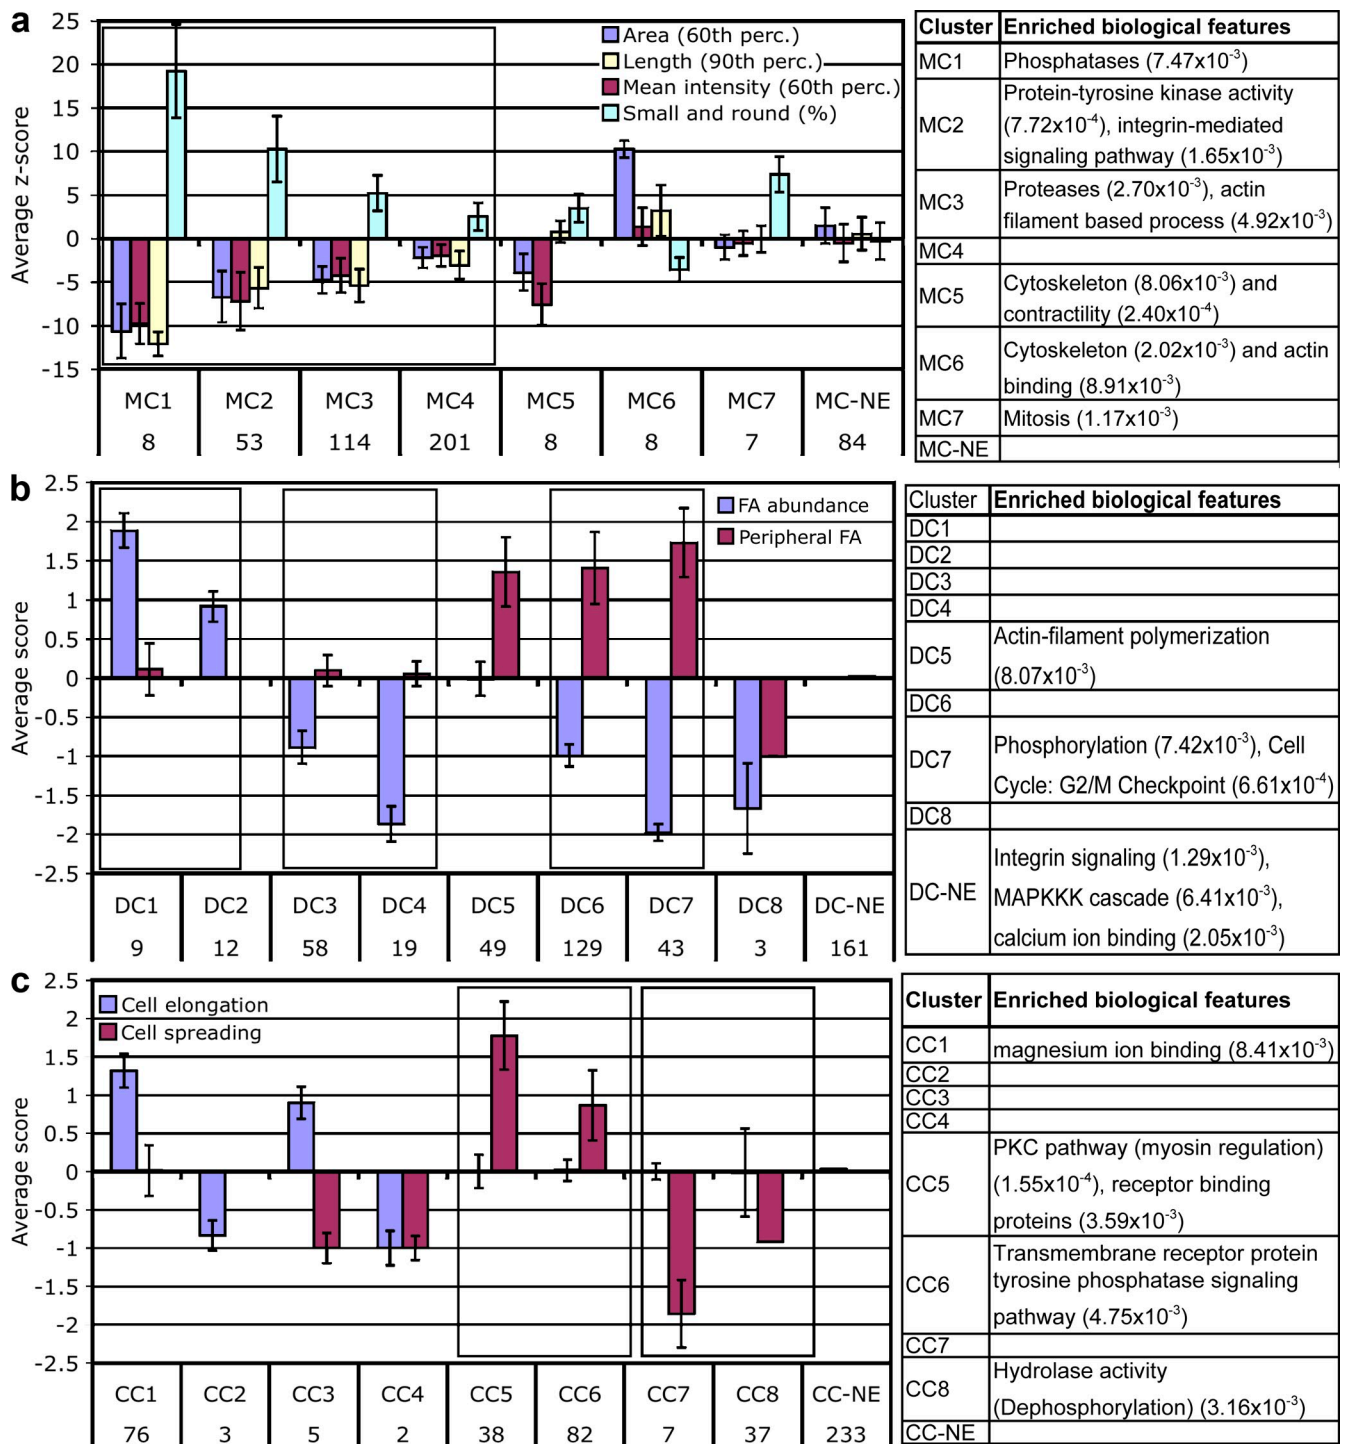 a
25
20
15
10
5
0
-5
-10
-15
Average z-score
Area (60th perc.)
Length (90th perc.)
Mean intensity (60th perc.)
Small and round (%)
MC1 MC2 MC3 MC4 MC5 MC6 MC7 MC-NE
8 53 114 201 8 8 7 84
Cluster Enriched biological features
MC1 Phosphatases (7.47x10⁻³)
MC2 Protein-tyrosine kinase activity
(7.72x10⁻⁴), integrin-mediated
signaling pathway (1.65x10⁻³)
MC3 Proteases (2.70x10⁻³), actin
filament based process (4.92x10⁻³)
MC4
MC5 Cytoskeleton (8.06x10⁻³) and
contractility (2.40x10⁻⁴)
MC6 Cytoskeleton (2.02x10⁻³) and actin
binding (8.91x10⁻³)
MC7 Mitosis (1.17x10⁻³)
MC-NE
b
2.5
2
1.5
1
0.5
0
-0.5
-1
-1.5
-2
-2.5
Average score
FA abundance
Peripheral FA
DC1 DC2 DC3 DC4 DC5 DC6 DC7 DC8 DC-NE
9 12 58 19 49 129 43 3 161
Cluster Enriched biological features
DC1
DC2
DC3
DC4
DC5 Actin-filament polymerization
(8.07x10⁻³)
DC6
DC7 Phosphorylation (7.42x10⁻³), Cell
Cycle: G2/M Checkpoint (6.61x10⁻⁴)
DC8
DC-NE Integrin signaling (1.29x10⁻³),
MAPKKK cascade (6.41x10⁻³),
calcium ion binding (2.05x10⁻³)
c
2.5
2
1.5
1
0.5
0
-0.5
-1
-1.5
-2
-2.5
Average score
Cell elongation
Cell spreading
CC1 CC2 CC3 CC4 CC5 CC6 CC7 CC8 CC-NE
76 3 5 2 38 82 7 37 233
Cluster Enriched biological features
CC1 magnesium ion binding (8.41x10⁻³)
CC2
CC3
CC4
CC5 PKC pathway (myosin regulation)
(1.55x10⁻⁴), receptor binding
proteins (3.59x10⁻³)
CC6 Transmembrane receptor protein
tyrosine phosphatase signaling
pathway (4.75x10⁻³)
CC7
CC8 Hydrolase activity
(Dephosphorylation) (3.16x10⁻³)
CC-NE